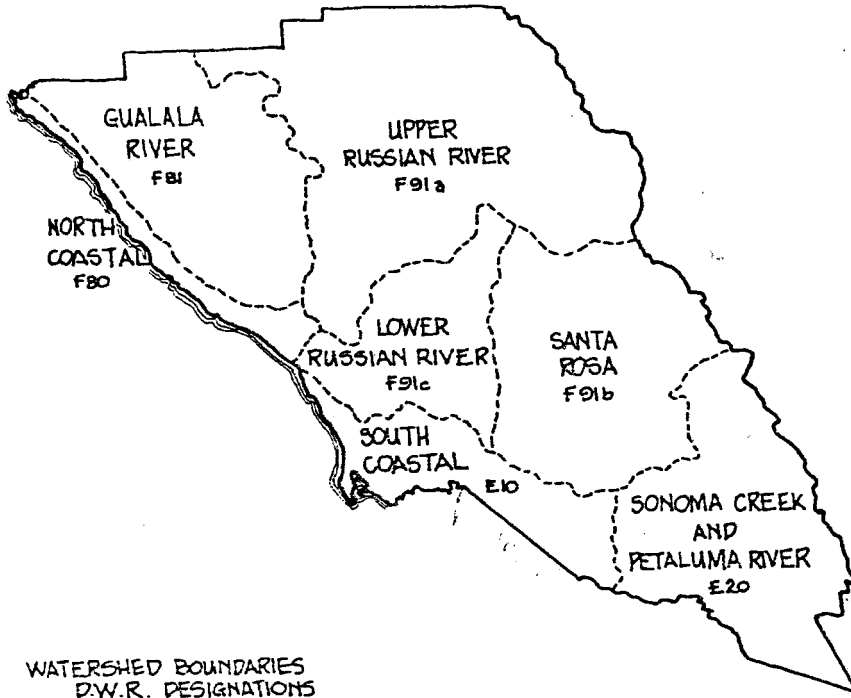 GUALALA
RIVER
F81
UPPER
RUSSIAN RIVER
F91a
NORTH
COASTAL
F80
LOWER
RUSSIAN RIVER
F91c
SANTA
ROSA
F91b
SOUTH
COASTAL
E10
SONOMA CREEK
AND
PETALUMA RIVER
E20
WATERSHED BOUNDARIES
D.W.R. DESIGNATIONS